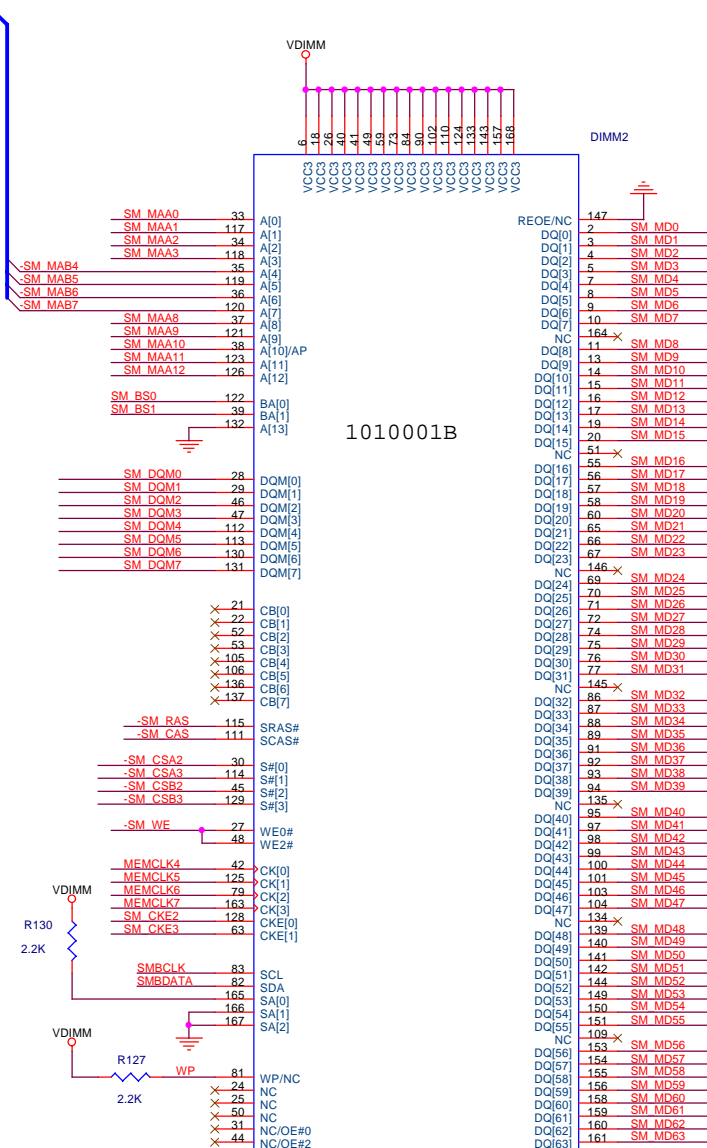 VDIMM
DIMM2
6 18 26 40 41 49 59 73 84 90 102 110 124 133 143 157 168
VCC3 VCC3 VCC3 VCC3 VCC3 VCC3 VCC3 VCC3 VCC3 VCC3 VCC3 VCC3 VCC3 VCC3 VCC3 VCC3 VCC3
1010001B
SM_MAA0 33 A[0]
SM_MAA1 117 A[1]
SM_MAA2 34 A[2]
SM_MAA3 118 A[3]
-SM_MAB4 35 A[4]
-SM_MAB5 119 A[5]
-SM_MAB6 36 A[6]
-SM_MAB7 120 A[7]
SM_MAA8 37 A[8]
SM_MAA9 121 A[9]
SM_MAA10 38 A[10]/AP
SM_MAA11 123 A[11]
SM_MAA12 126 A[12]
SM_BS0 122 BA[0]
SM_BS1 39 BA[1]
132 A[13]
SM_DQM0 28 DQM[0]
SM_DQM1 29 DQM[1]
SM_DQM2 46 DQM[2]
SM_DQM3 47 DQM[3]
SM_DQM4 112 DQM[4]
SM_DQM5 113 DQM[5]
SM_DQM6 130 DQM[6]
SM_DQM7 131 DQM[7]
21 CB[0]
22 CB[1]
52 CB[2]
53 CB[3]
105 CB[4]
106 CB[5]
136 CB[6]
137 CB[7]
-SM_RAS 115 SRAS#
-SM_CAS 111 SCAS#
-SM_CSA2 30 S#[0]
-SM_CSA3 114 S#[1]
-SM_CSB2 45 S#[2]
-SM_CSB3 129 S#[3]
-SM_WE 27 WE0#
48 WE2#
MEMCLK4 42 CK[0]
MEMCLK5 125 CK[1]
MEMCLK6 79 CK[2]
MEMCLK7 163 CK[3]
SM_CKE2 128 CKE[0]
SM_CKE3 63 CKE[1]
VDIMM
R130
2.2K
SMBCLK 83 SCL
SMBDATA 82 SDA
165 SA[0]
166 SA[1]
167 SA[2]
VDIMM
R127
2.2K
WP 81 WP/NC
24 NC
25 NC
50 NC
31 NC/OE#0
44 NC/OE#2
REOE/NC 147
DQ[0] 2 SM_MD0
DQ[1] 3 SM_MD1
DQ[2] 4 SM_MD2
DQ[3] 5 SM_MD3
DQ[4] 7 SM_MD4
DQ[5] 8 SM_MD5
DQ[6] 9 SM_MD6
DQ[7] 10 SM_MD7
NC 164
DQ[8] 11 SM_MD8
DQ[9] 13 SM_MD9
DQ[10] 14 SM_MD10
DQ[11] 15 SM_MD11
DQ[12] 16 SM_MD12
DQ[13] 17 SM_MD13
DQ[14] 19 SM_MD14
DQ[15] 20 SM_MD15
NC 51
DQ[16] 55 SM_MD16
DQ[17] 56 SM_MD17
DQ[18] 57 SM_MD18
DQ[19] 58 SM_MD19
DQ[20] 60 SM_MD20
DQ[21] 65 SM_MD21
DQ[22] 66 SM_MD22
DQ[23] 67 SM_MD23
NC 146
DQ[24] 69 SM_MD24
DQ[25] 70 SM_MD25
DQ[26] 71 SM_MD26
DQ[27] 72 SM_MD27
DQ[28] 74 SM_MD28
DQ[29] 75 SM_MD29
DQ[30] 76 SM_MD30
DQ[31] 77 SM_MD31
NC 145
DQ[32] 86 SM_MD32
DQ[33] 87 SM_MD33
DQ[34] 88 SM_MD34
DQ[35] 89 SM_MD35
DQ[36] 91 SM_MD36
DQ[37] 92 SM_MD37
DQ[38] 93 SM_MD38
DQ[39] 94 SM_MD39
NC 135
DQ[40] 95 SM_MD40
DQ[41] 97 SM_MD41
DQ[42] 98 SM_MD42
DQ[43] 99 SM_MD43
DQ[44] 100 SM_MD44
DQ[45] 101 SM_MD45
DQ[46] 103 SM_MD46
DQ[47] 104 SM_MD47
NC 134
DQ[48] 139 SM_MD48
DQ[49] 140 SM_MD49
DQ[50] 141 SM_MD50
DQ[51] 142 SM_MD51
DQ[52] 144 SM_MD52
DQ[53] 149 SM_MD53
DQ[54] 150 SM_MD54
DQ[55] 151 SM_MD55
NC 109
DQ[56] 153 SM_MD56
DQ[57] 154 SM_MD57
DQ[58] 155 SM_MD58
DQ[59] 156 SM_MD59
DQ[60] 158 SM_MD60
DQ[61] 159 SM_MD61
DQ[62] 160 SM_MD62
DQ[63] 161 SM_MD63